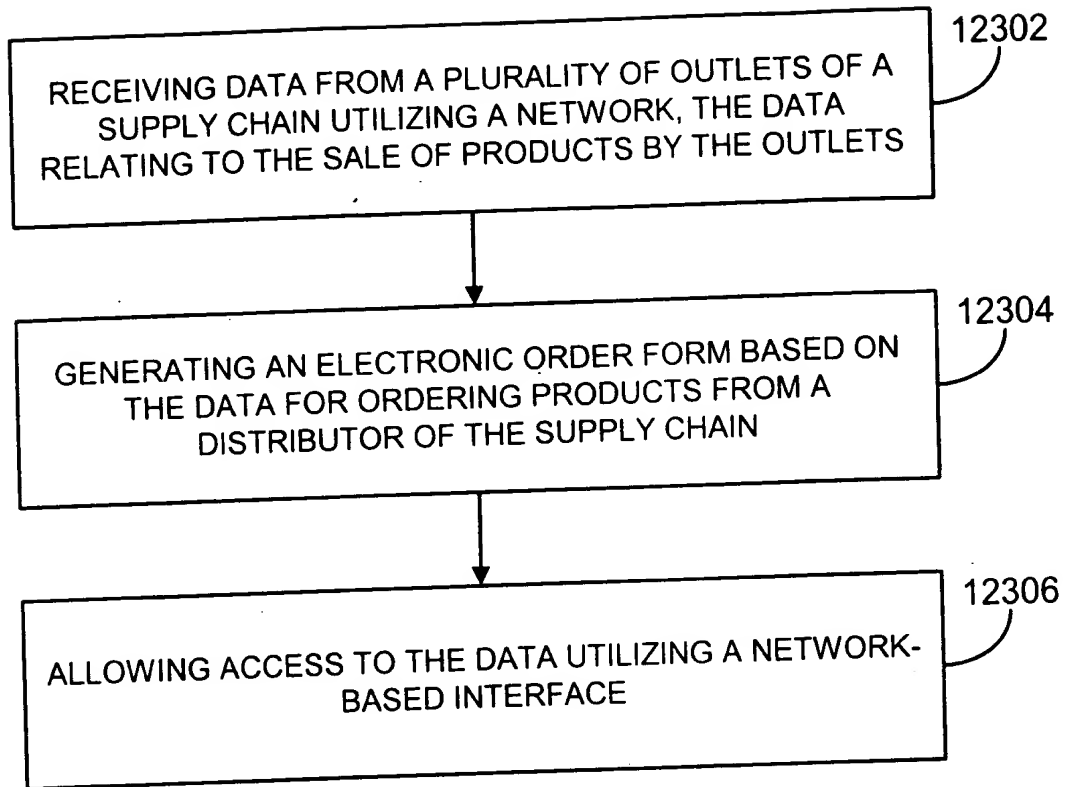 12302
RECEIVING DATA FROM A PLURALITY OF OUTLETS OF A
SUPPLY CHAIN UTILIZING A NETWORK, THE DATA
RELATING TO THE SALE OF PRODUCTS BY THE OUTLETS
12304
GENERATING AN ELECTRONIC ORDER FORM BASED ON
THE DATA FOR ORDERING PRODUCTS FROM A
DISTRIBUTOR OF THE SUPPLY CHAIN
12306
ALLOWING ACCESS TO THE DATA UTILIZING A NETWORK-
BASED INTERFACE